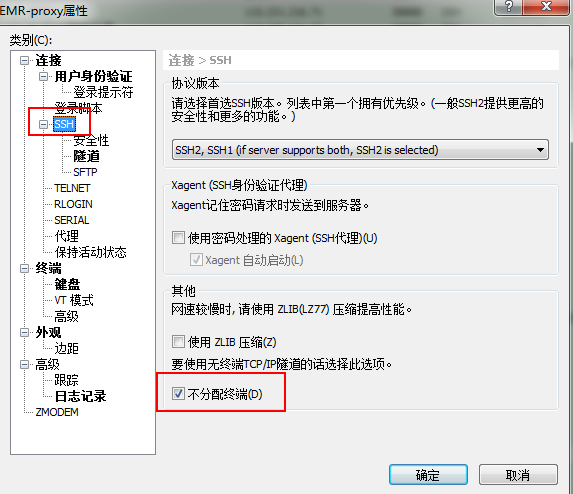 EMR-proxy属性
类别(C):
连接
用户身份验证
登录提示符
登录脚本
SSH
安全性
隧道
SFTP
TELNET
RLOGIN
SERIAL
代理
保持活动状态
终端
键盘
VT 模式
高级
外观
边距
高级
跟踪
日志记录
ZMODEM
连接 > SSH
协议版本
请选择首选SSH版本。列表中第一个拥有优先级。(一般SSH2提供更高的
安全性和更多的功能。)
SSH2, SSH1 (if server supports both, SSH2 is selected)
Xagent (SSH身份验证代理)
Xagent记住密码请求时发送到服务器。
使用密码处理的 Xagent (SSH代理)(U)
Xagent 自动启动(L)
其他
网速较慢时, 请使用 ZLIB(LZ77) 压缩提高性能。
使用 ZLIB 压缩(Z)
要使用无终端TCP/IP隧道的话选择此选项。
不分配终端(D)
确定
取消